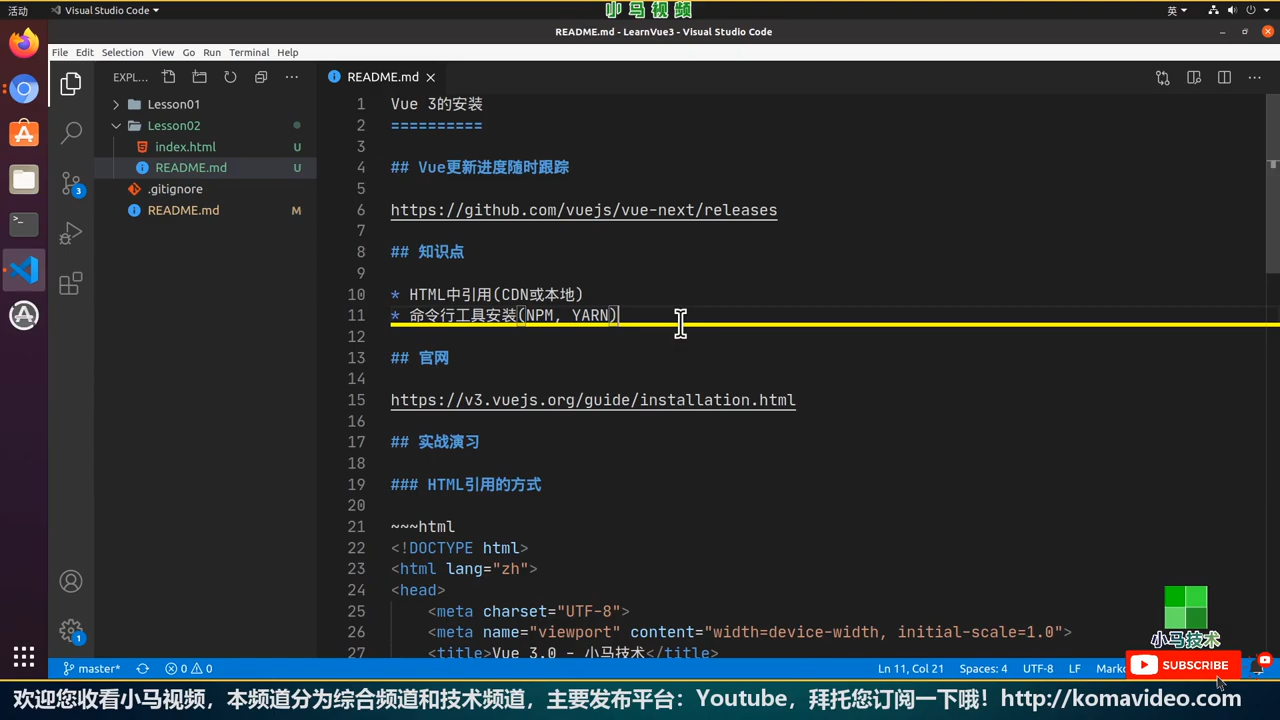 活动
Visual Studio Code
小马视频
英
README.md - LearnVue3 - Visual Studio Code
File Edit Selection View Go Run Terminal Help
EXPL...
README.md
Lesson01
Lesson02
index.html U
README.md U
.gitignore
README.md M
3
1
1 Vue 3的安装
2 ==========
3
4 ## Vue更新进度随时跟踪
5
6 https://github.com/vuejs/vue-next/releases
7
8 ## 知识点
9
10 * HTML中引用(CDN或本地)
11 * 命令行工具安装(NPM, YARN)
12
13 ## 官网
14
15 https://v3.vuejs.org/guide/installation.html
16
17 ## 实战演习
18
19 ### HTML引用的方式
20
21 ~~~html
22 <!DOCTYPE html>
23 <html lang="zh">
24 <head>
25 <meta charset="UTF-8">
26 <meta name="viewport" content="width=device-width, initial-scale=1.0">
27 <title>Vue 3.0 - 小马技术</title>
小马技术
SUBSCRIBE
master* 0 0 Ln 11, Col 21 Spaces: 4 UTF-8 LF
欢迎您收看小马视频，本频道分为综合频道和技术频道，主要发布平台：Youtube，拜托您订阅一下哦！http://komavideo.com